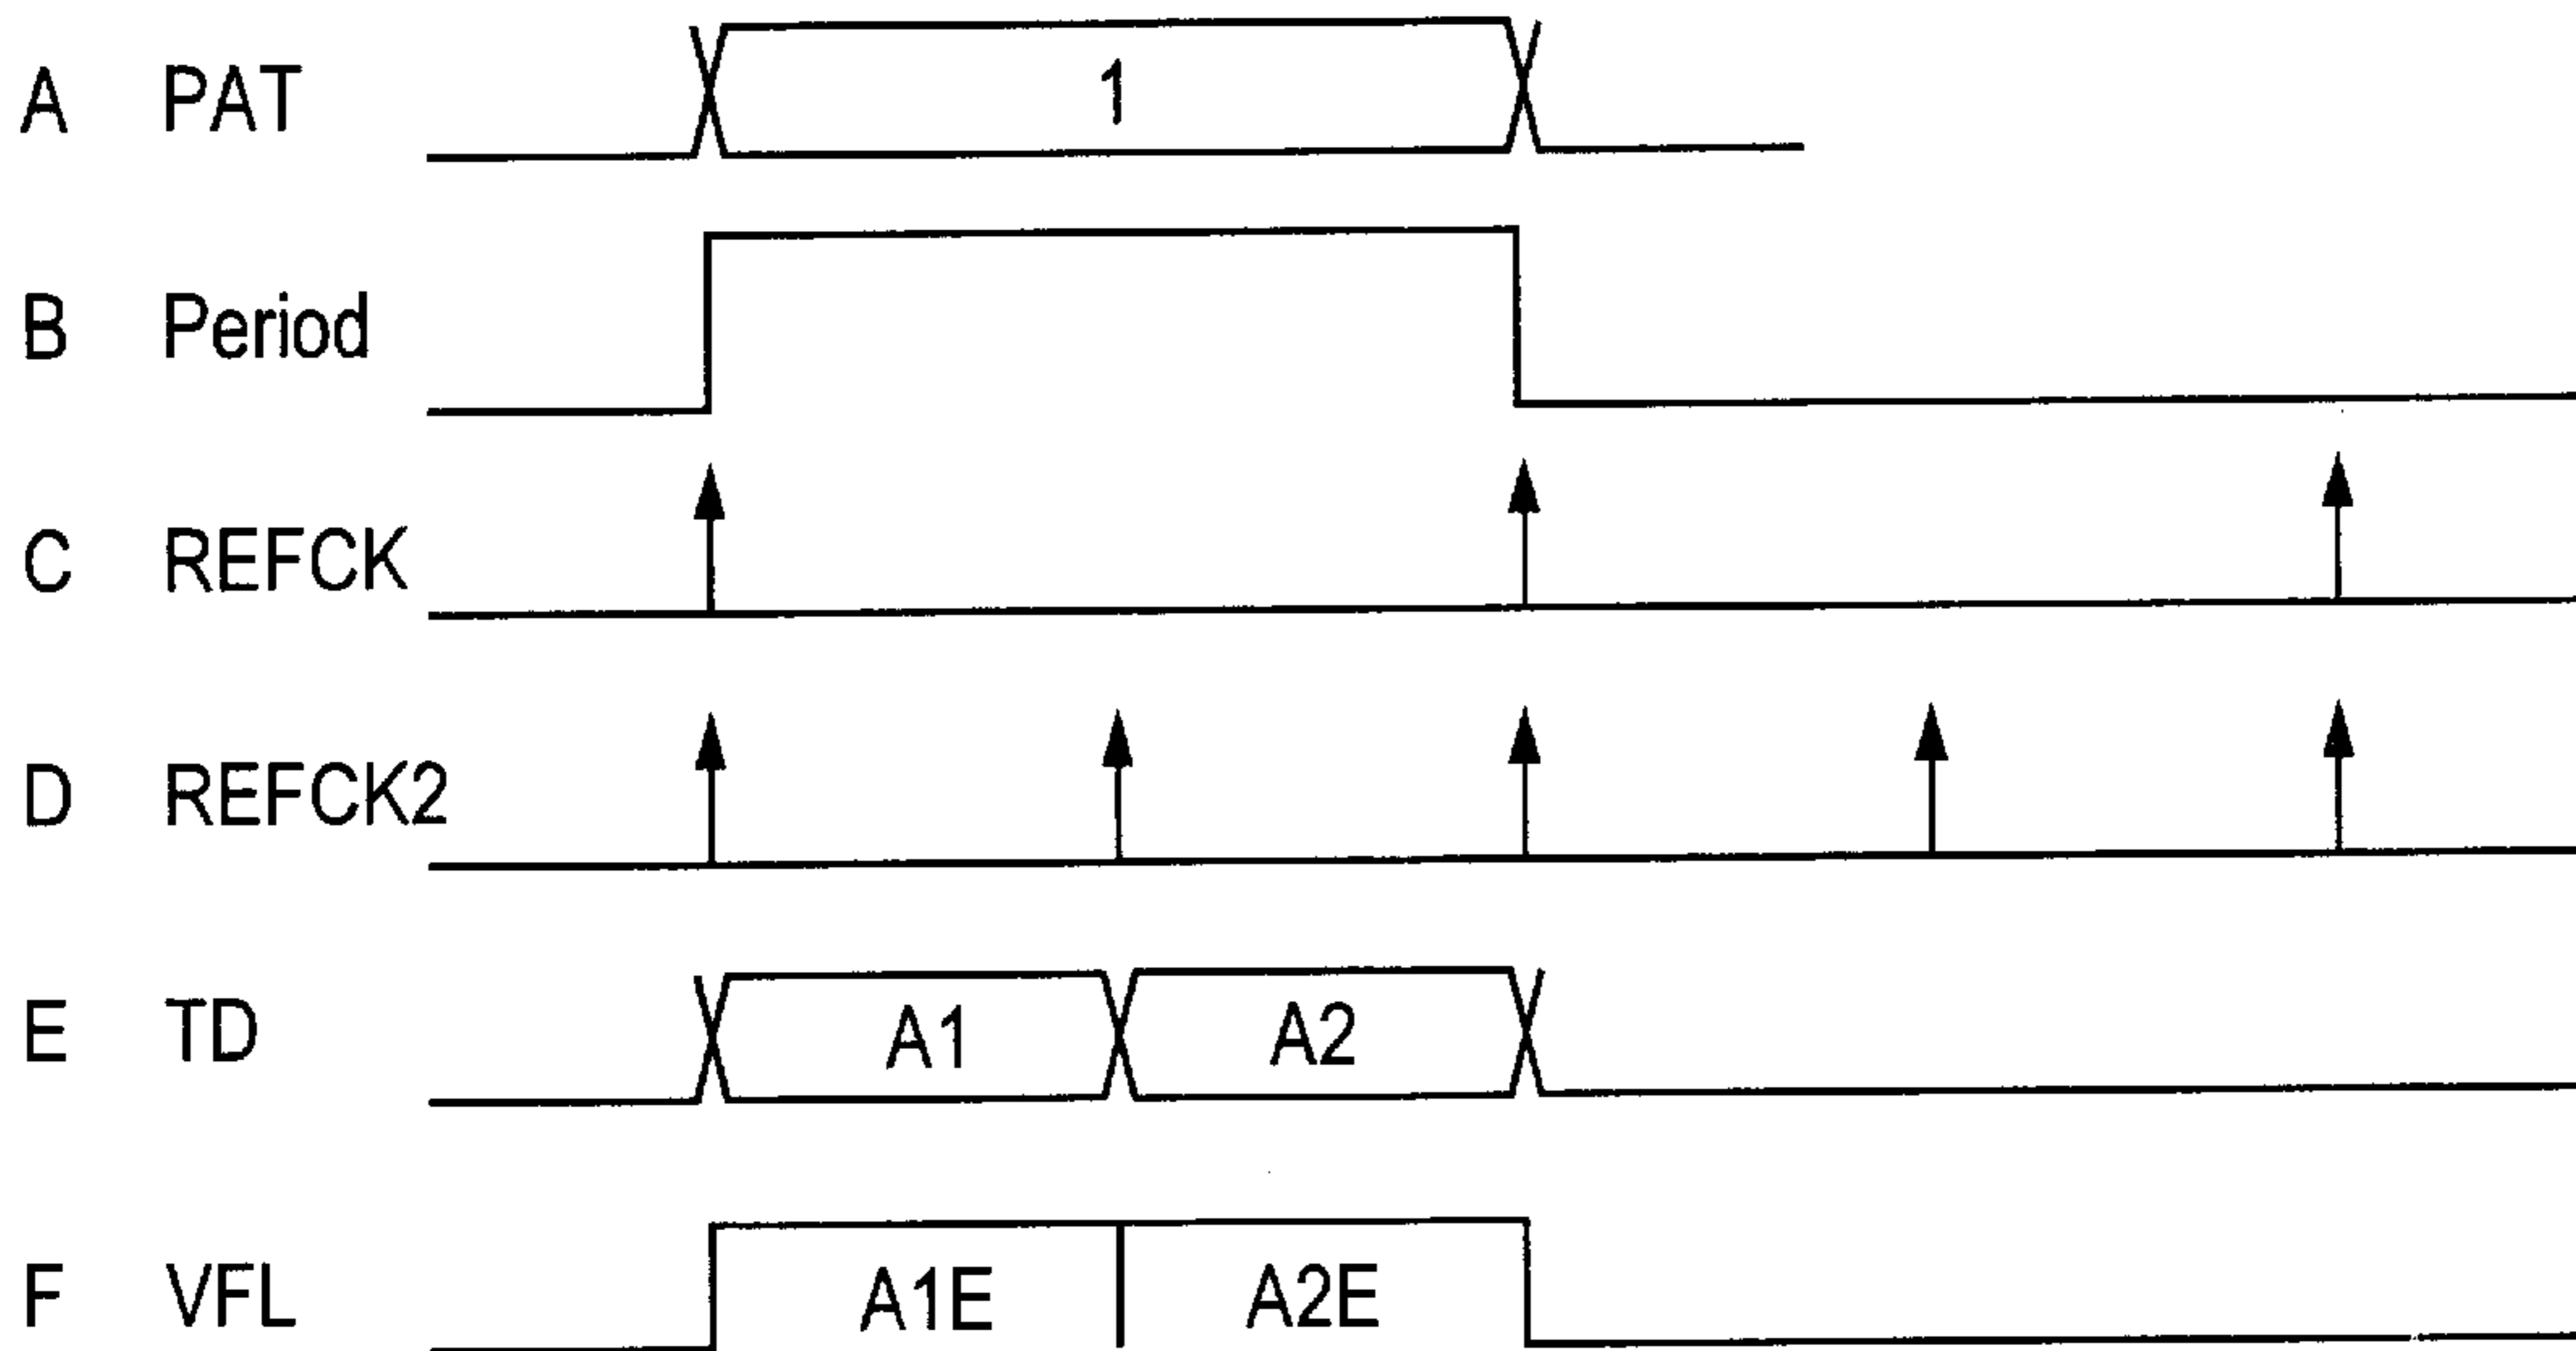 A PAT 1
B Period
C REFCK
D REFCK2
E TD A1 A2
F VFL A1E A2E